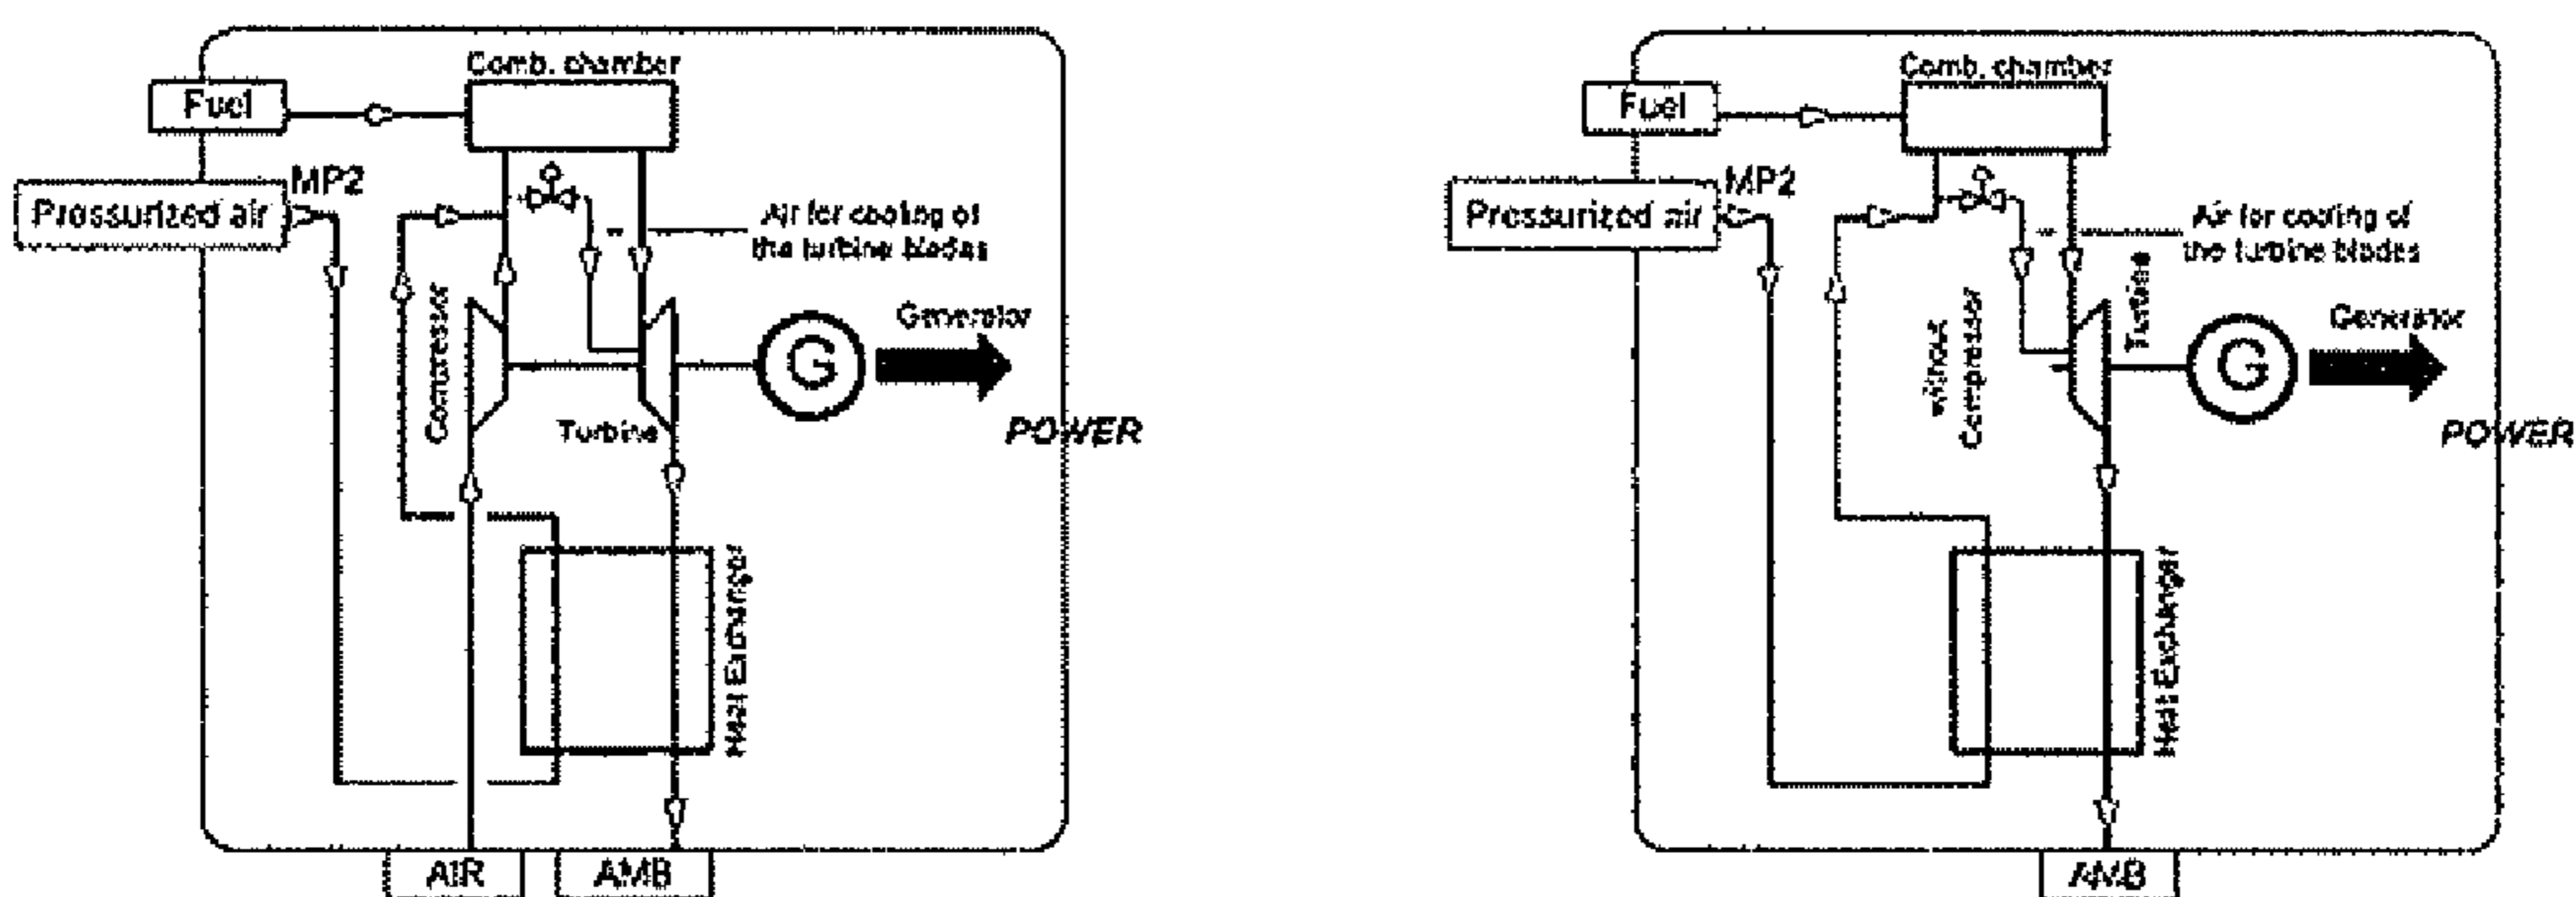 Comb. chamber
Fuel
MP2
Pressurized air
Air for cooling of
the turbine blades
Compressor
Generator
G
Turbine
POWER
Heat Exchanger
AIR
AMB
Comb. chamber
Fuel
MP2
Pressurized air
Air for cooling of
the turbine blades
Turbine
without
Compressor
Generator
G
POWER
Heat Exchanger
AMB